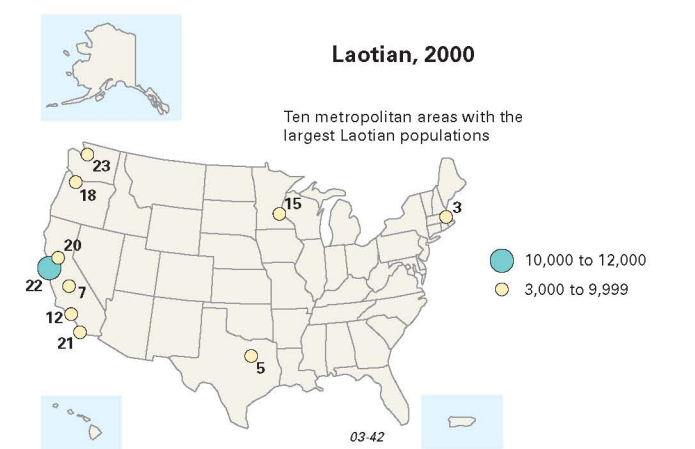 Laotian, 2000
Ten metropolitan areas with the
largest Laotian populations
23
18
15
3
20
22
7
12
21
5
10,000 to 12,000
3,000 to 9,999
03-42